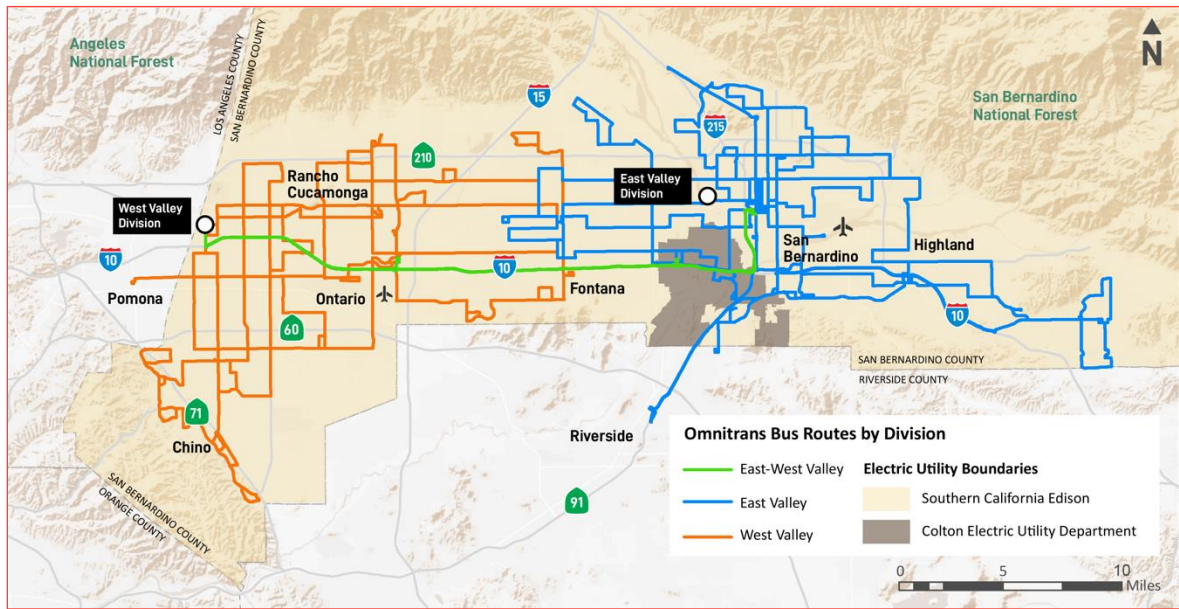 Angeles
National Forest
LOS ANGELES COUNTY
SAN BERNARDINO COUNTY
N
15
215
San Bernardino
National Forest
210
Rancho
Cucamonga
East Valley
Division
West Valley
Division
10
Pomona
Ontario
10
Fontana
San
Bernardino
Highland
60
10
SAN BERNARDINO COUNTY
RIVERSIDE COUNTY
71
Chino
Riverside
SAN BERNARDINO COUNTY
ORANGE COUNTY
91
Omnitrans Bus Routes by Division
East-West Valley
East Valley
West Valley
Electric Utility Boundaries
Southern California Edison
Colton Electric Utility Department
0 5 10
Miles